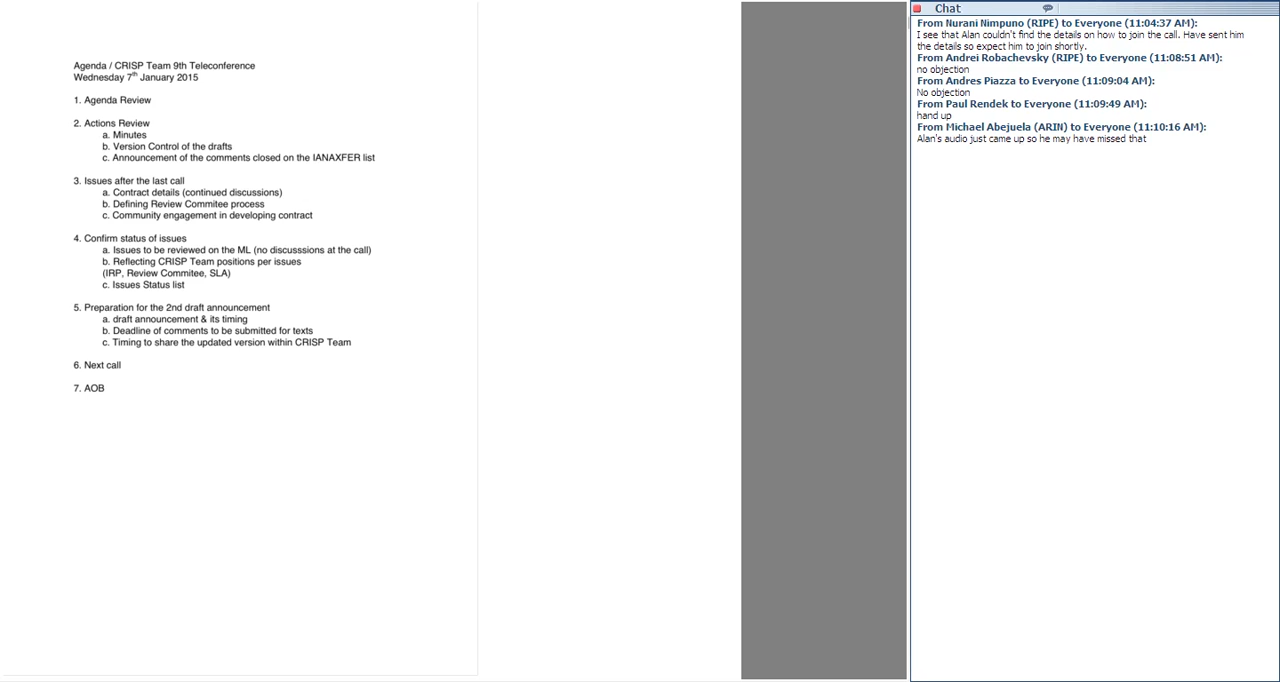 Agenda / CRISP Team 9th Teleconference
Wednesday 7th January 2015
1. Agenda Review
2. Actions Review
a. Minutes
b. Version Control of the drafts
c. Announcement of the comments closed on the IANAXFER list
3. Issues after the last call
a. Contract details (continued discussions)
b. Defining Review Commitee process
c. Community engagement in developing contract
4. Confirm status of issues
a. Issues to be reviewed on the ML (no discusssions at the call)
b. Reflecting CRISP Team positions per issues
(IRP, Review Commitee, SLA)
c. Issues Status list
5. Preparation for the 2nd draft announcement
a. draft announcement & its timing
b. Deadline of comments to be submitted for texts
c. Timing to share the updated version within CRISP Team
6. Next call
7. AOB
Chat
From Nurani Nimpuno (RIPE) to Everyone (11:04:37 AM):
I see that Alan couldn't find the details on how to join the call. Have sent him
the details so expect him to join shortly.
From Andrei Robachevsky (RIPE) to Everyone (11:08:51 AM):
no objection
From Andres Piazza to Everyone (11:09:04 AM):
No objection
From Paul Rendek to Everyone (11:09:49 AM):
hand up
From Michael Abejuela (ARIN) to Everyone (11:10:16 AM):
Alan's audio just came up so he may have missed that